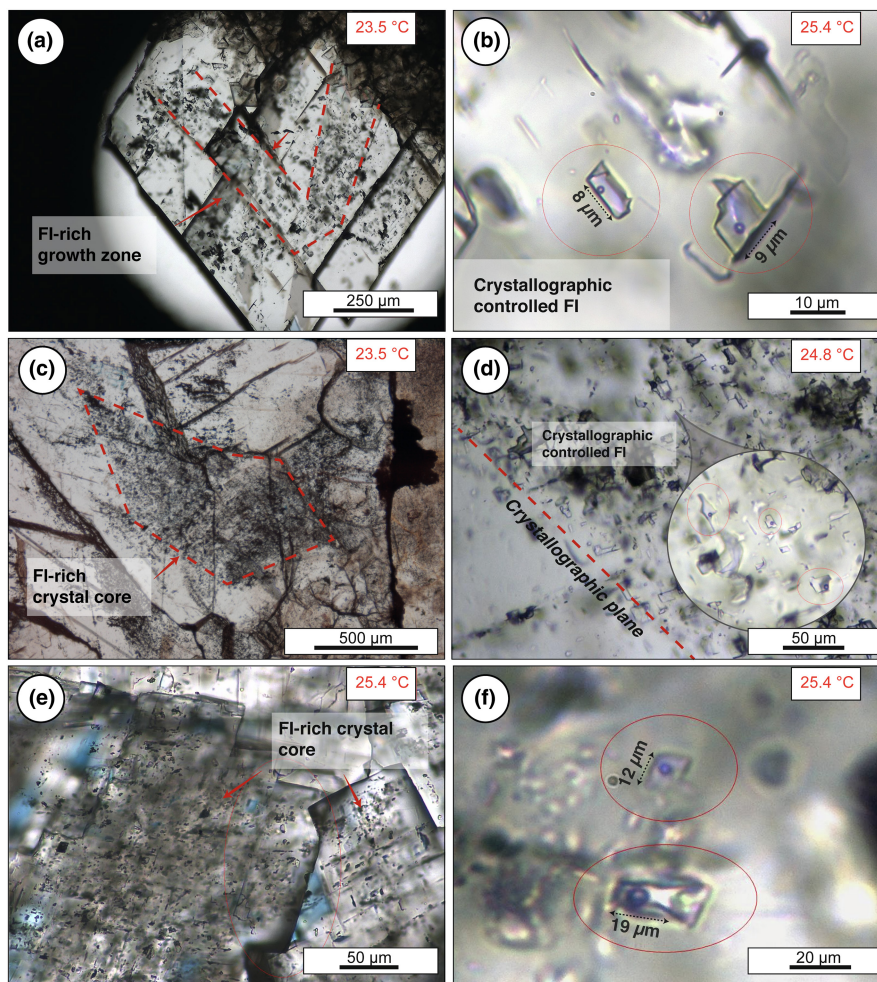 (a)
23.5 °C
FI-rich
growth zone
250 µm
(b)
25.4 °C
8 µm
9 µm
Crystallographic
controlled FI
10 µm
(c)
23.5 °C
FI-rich
crystal core
500 µm
(d)
24.8 °C
Crystallographic
controlled FI
Crystallographic plane
50 µm
(e)
25.4 °C
FI-rich crystal
core
50 µm
(f)
25.4 °C
12 µm
19 µm
20 µm